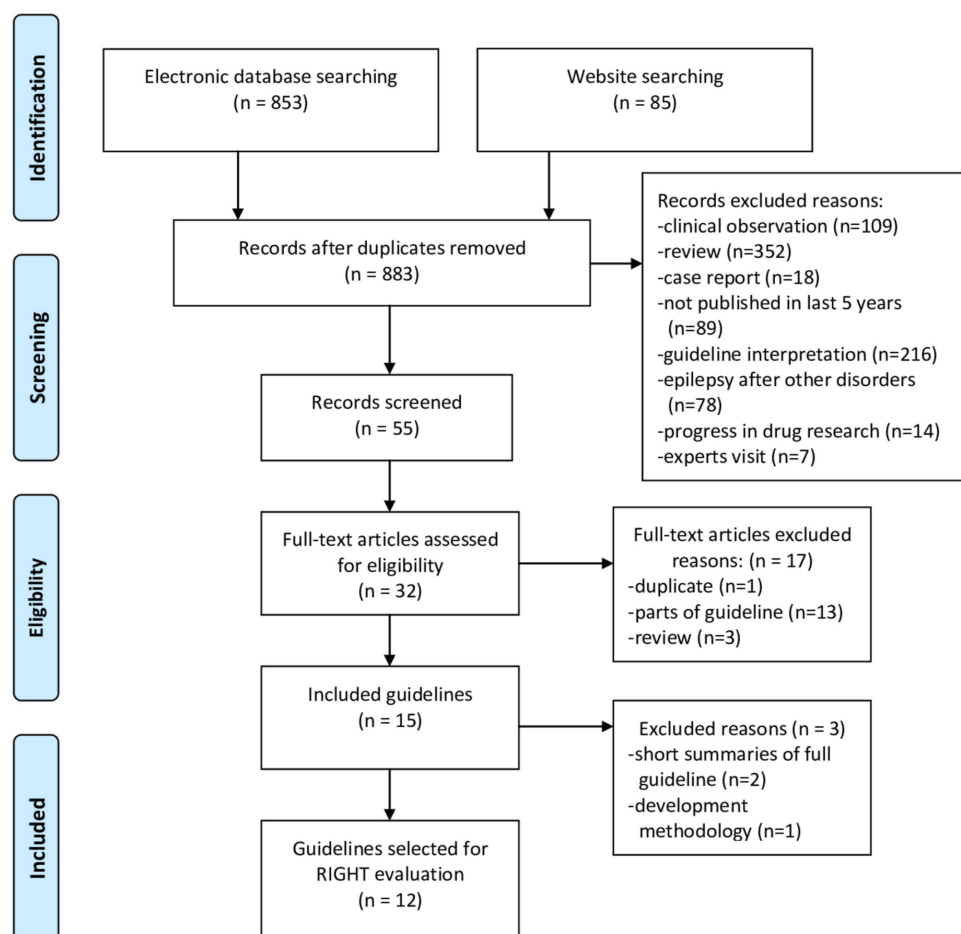 Identification
Electronic database searching
(n = 853)
Website searching
(n = 85)
Records after duplicates removed
(n = 883)
Records excluded reasons:
-clinical observation (n=109)
-review (n=352)
-case report (n=18)
-not published in last 5 years
(n=89)
-guideline interpretation (n=216)
-epilepsy after other disorders
(n=78)
-progress in drug research (n=14)
-experts visit (n=7)
Screening
Records screened
(n = 55)
Eligibility
Full-text articles assessed
for eligibility
(n = 32)
Full-text articles excluded
reasons: (n = 17)
-duplicate (n=1)
-parts of guideline (n=13)
-review (n=3)
Included guidelines
(n = 15)
Excluded reasons (n = 3)
-short summaries of full
guideline (n=2)
-development
methodology (n=1)
Included
Guidelines selected for
RIGHT evaluation
(n = 12)